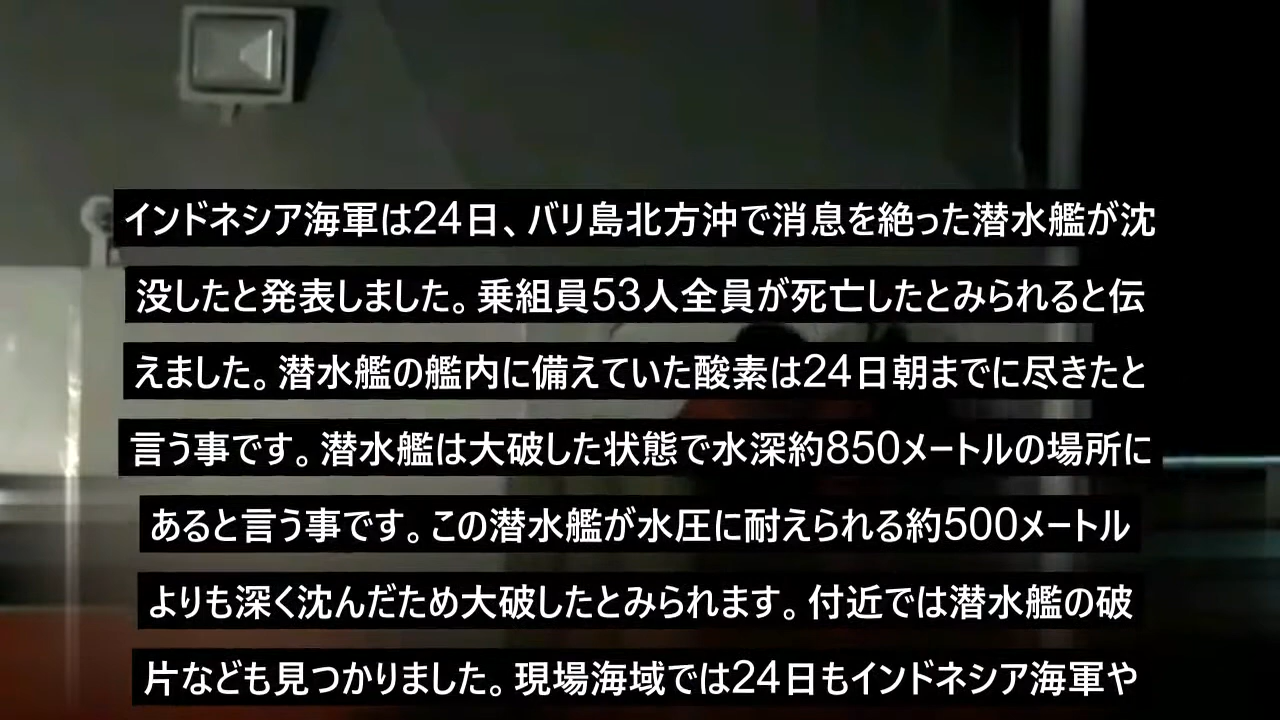 インドネシア海軍は24日、バリ島北方沖で消息を絶った潜水艦が沈
没したと発表しました。乗組員53人全員が死亡したとみられると伝
えました。潜水艦の艦内に備えていた酸素は24日朝までに尽きたと
言う事です。潜水艦は大破した状態で水深約850メートルの場所に
あると言う事です。この潜水艦が水圧に耐えられる約500メートル
よりも深く沈んだため大破したとみられます。付近では潜水艦の破
片なども見つかりました。現場海域では24日もインドネシア海軍や